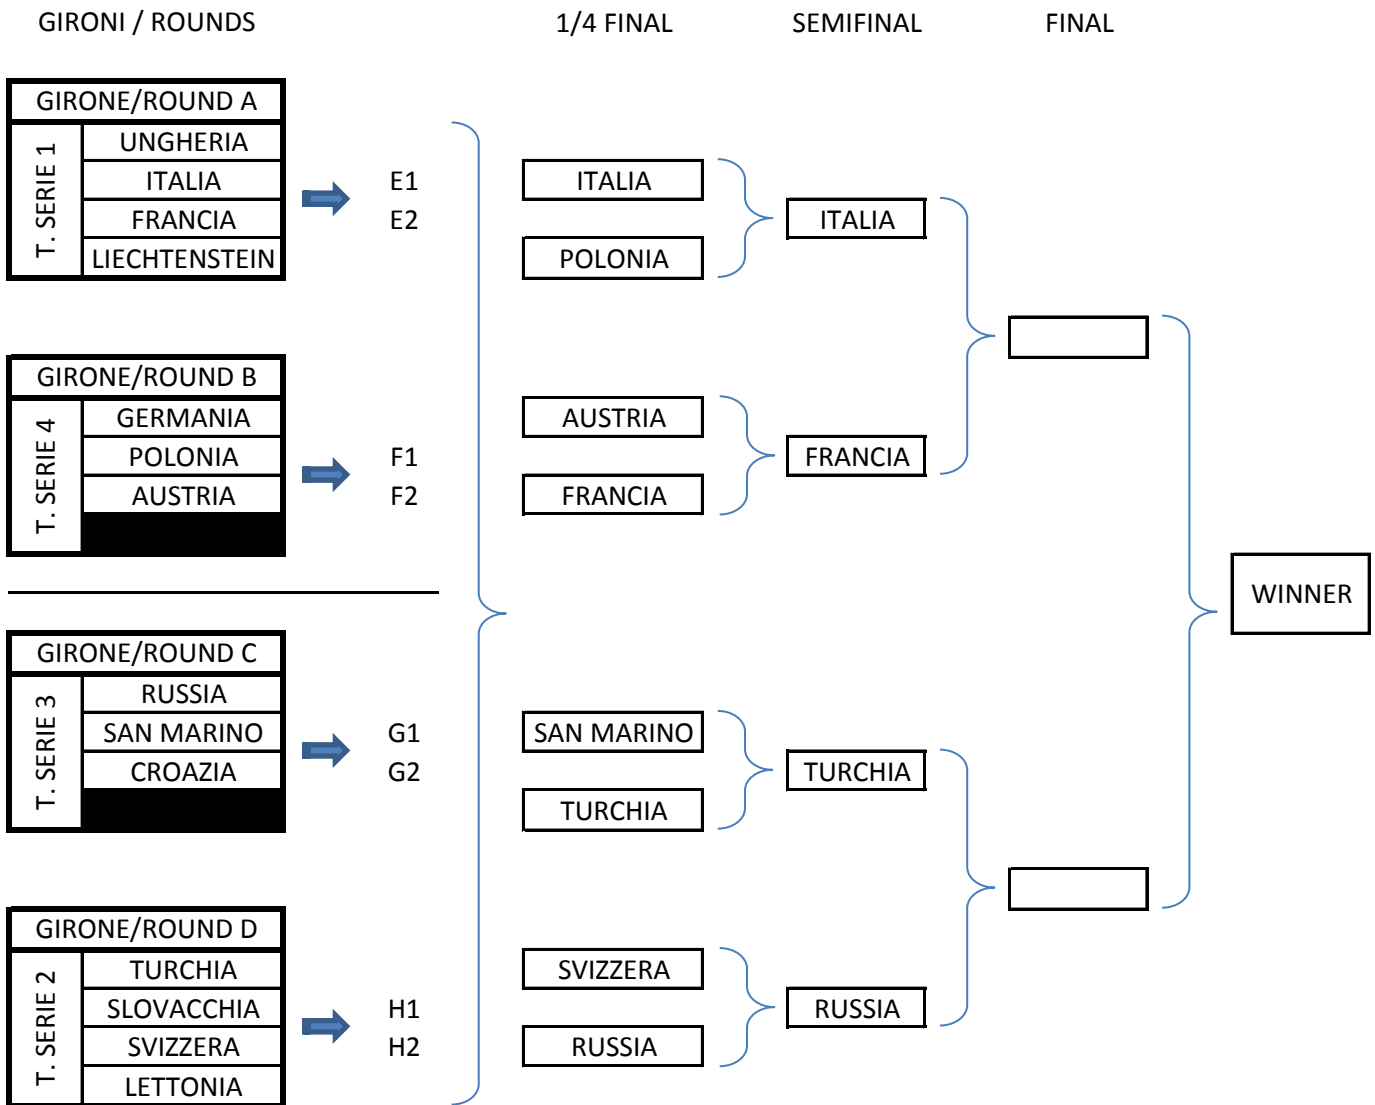 GIRONI / ROUNDS
1/4 FINAL
SEMIFINAL
FINAL
GIRONE/ROUND A
T. SERIE 1
UNGHERIA
ITALIA
FRANCIA
LIECHTENSTEIN
E1
E2
GIRONE/ROUND B
T. SERIE 4
GERMANIA
POLONIA
AUSTRIA
F1
F2
GIRONE/ROUND C
T. SERIE 3
RUSSIA
SAN MARINO
CROAZIA
G1
G2
GIRONE/ROUND D
T. SERIE 2
TURCHIA
SLOVACCHIA
SVIZZERA
LETTONIA
H1
H2
ITALIA
POLONIA
AUSTRIA
FRANCIA
SAN MARINO
TURCHIA
SVIZZERA
RUSSIA
ITALIA
FRANCIA
TURCHIA
RUSSIA
WINNER